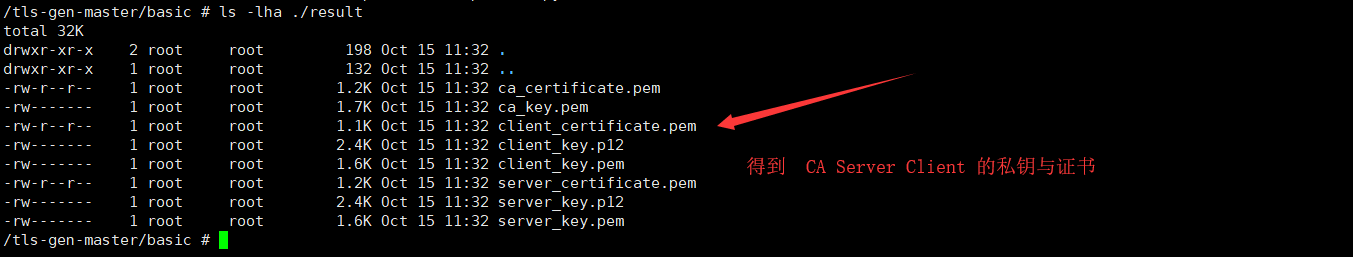 /tls-gen-master/basic # ls -lha ./result
total 32K
drwxr-xr-x    2 root     root         198 Oct 15 11:32 .
drwxr-xr-x    1 root     root         132 Oct 15 11:32 ..
-rw-r--r--    1 root     root        1.2K Oct 15 11:32 ca_certificate.pem
-rw-------    1 root     root        1.7K Oct 15 11:32 ca_key.pem
-rw-r--r--    1 root     root        1.1K Oct 15 11:32 client_certificate.pem
-rw-------    1 root     root        2.4K Oct 15 11:32 client_key.p12
-rw-------    1 root     root        1.6K Oct 15 11:32 client_key.pem
得到 CA Server Client 的私钥与证书
-rw-r--r--    1 root     root        1.2K Oct 15 11:32 server_certificate.pem
-rw-------    1 root     root        2.4K Oct 15 11:32 server_key.p12
-rw-------    1 root     root        1.6K Oct 15 11:32 server_key.pem
/tls-gen-master/basic #